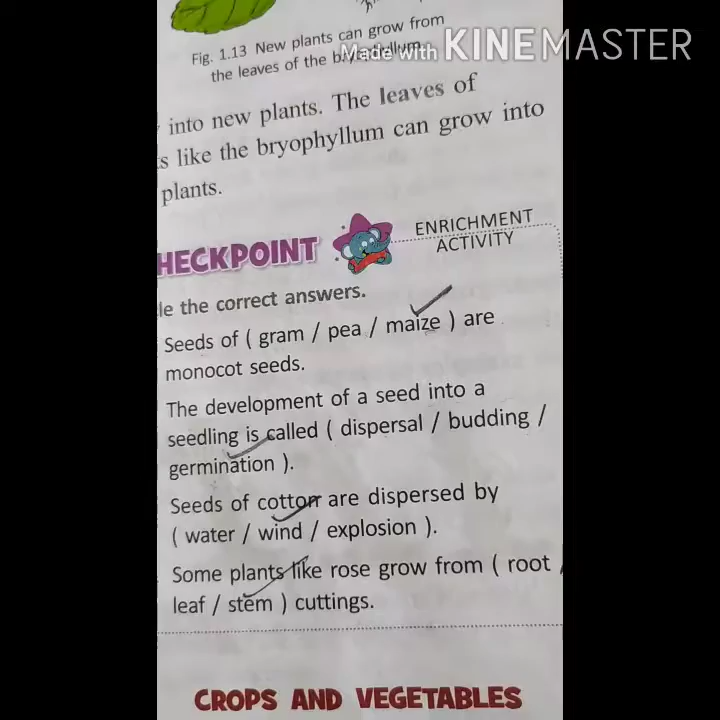 Fig. 1.13 New plants can grow from
the leaves of the bryophyllum.
Made with KINEMASTER
into new plants. The leaves of
s like the bryophyllum can grow into
plants.
HECKPOINT
ENRICHMENT
ACTIVITY
le the correct answers.
Seeds of ( gram / pea / maize ) are
monocot seeds.
The development of a seed into a
seedling is called ( dispersal / budding /
germination ).
Seeds of cotton are dispersed by
( water / wind / explosion ).
Some plants like rose grow from ( root /
leaf / stem ) cuttings.
CROPS AND VEGETABLES